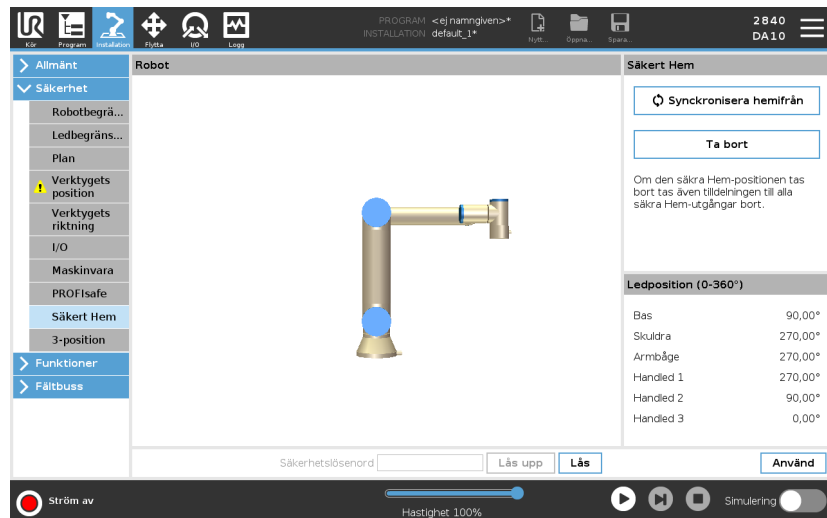 PROGRAM <ej namngiven>*
INSTALLATION default_1*
2840
DA10
Kör
Program
Installation
Flytta
I/O
Logg
Nytt...
Öppna...
Spara...
Allmänt
Säkerhet
Robotbegrä...
Ledbegräns...
Plan
Verktygets
position
Verktygets
riktning
I/O
Maskinvara
PROFIsafe
Säkert Hem
3-position
Funktioner
Fältbuss
Robot
Säkert Hem
Synckronisera hemifrån
Ta bort
Om den säkra Hem-positionen tas
bort tas även tilldelningen till alla
säkra Hem-utgångar bort.
Ledposition (0-360°)
Bas 90,00°
Skuldra 270,00°
Armbåge 270,00°
Handled 1 270,00°
Handled 2 90,00°
Handled 3 0,00°
Säkerhetslösenord
Lås upp
Lås
Använd
Ström av
Hastighet 100%
Simulering